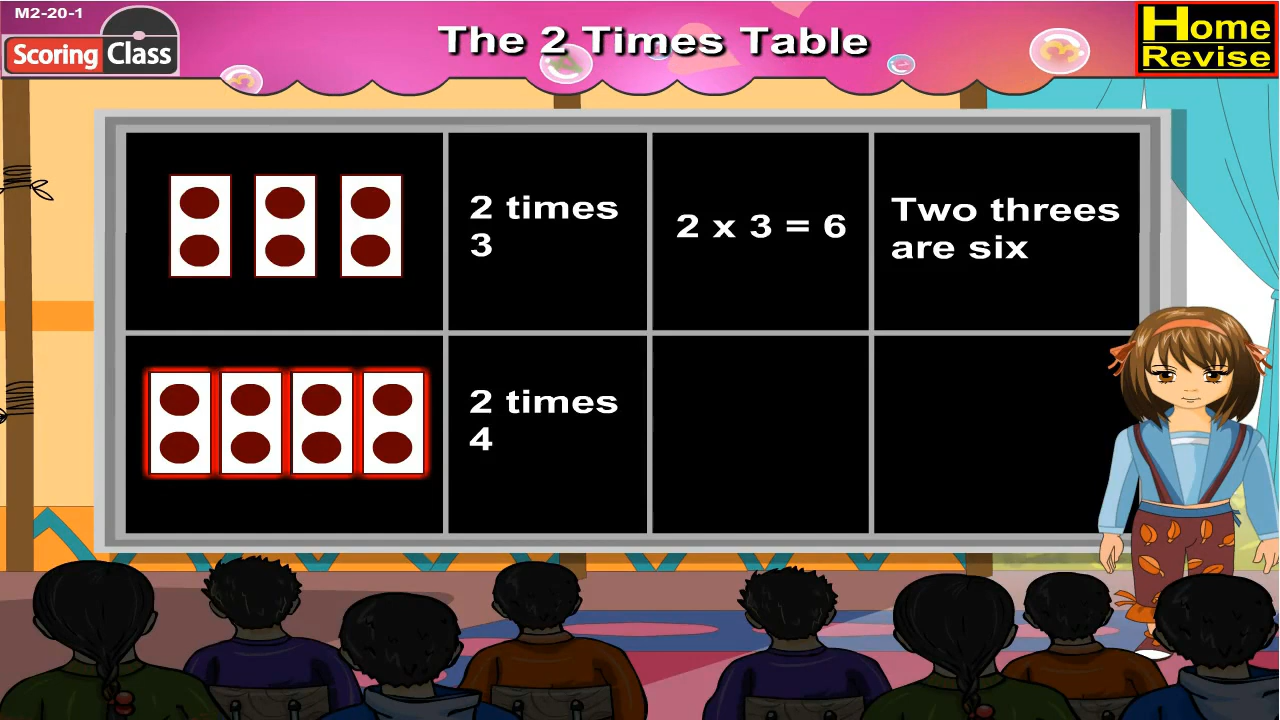 M2-20-1
Scoring Class
The 2 Times Table
Home
Revise
2 times
3
2 x 3 = 6
Two threes
are six
2 times
4